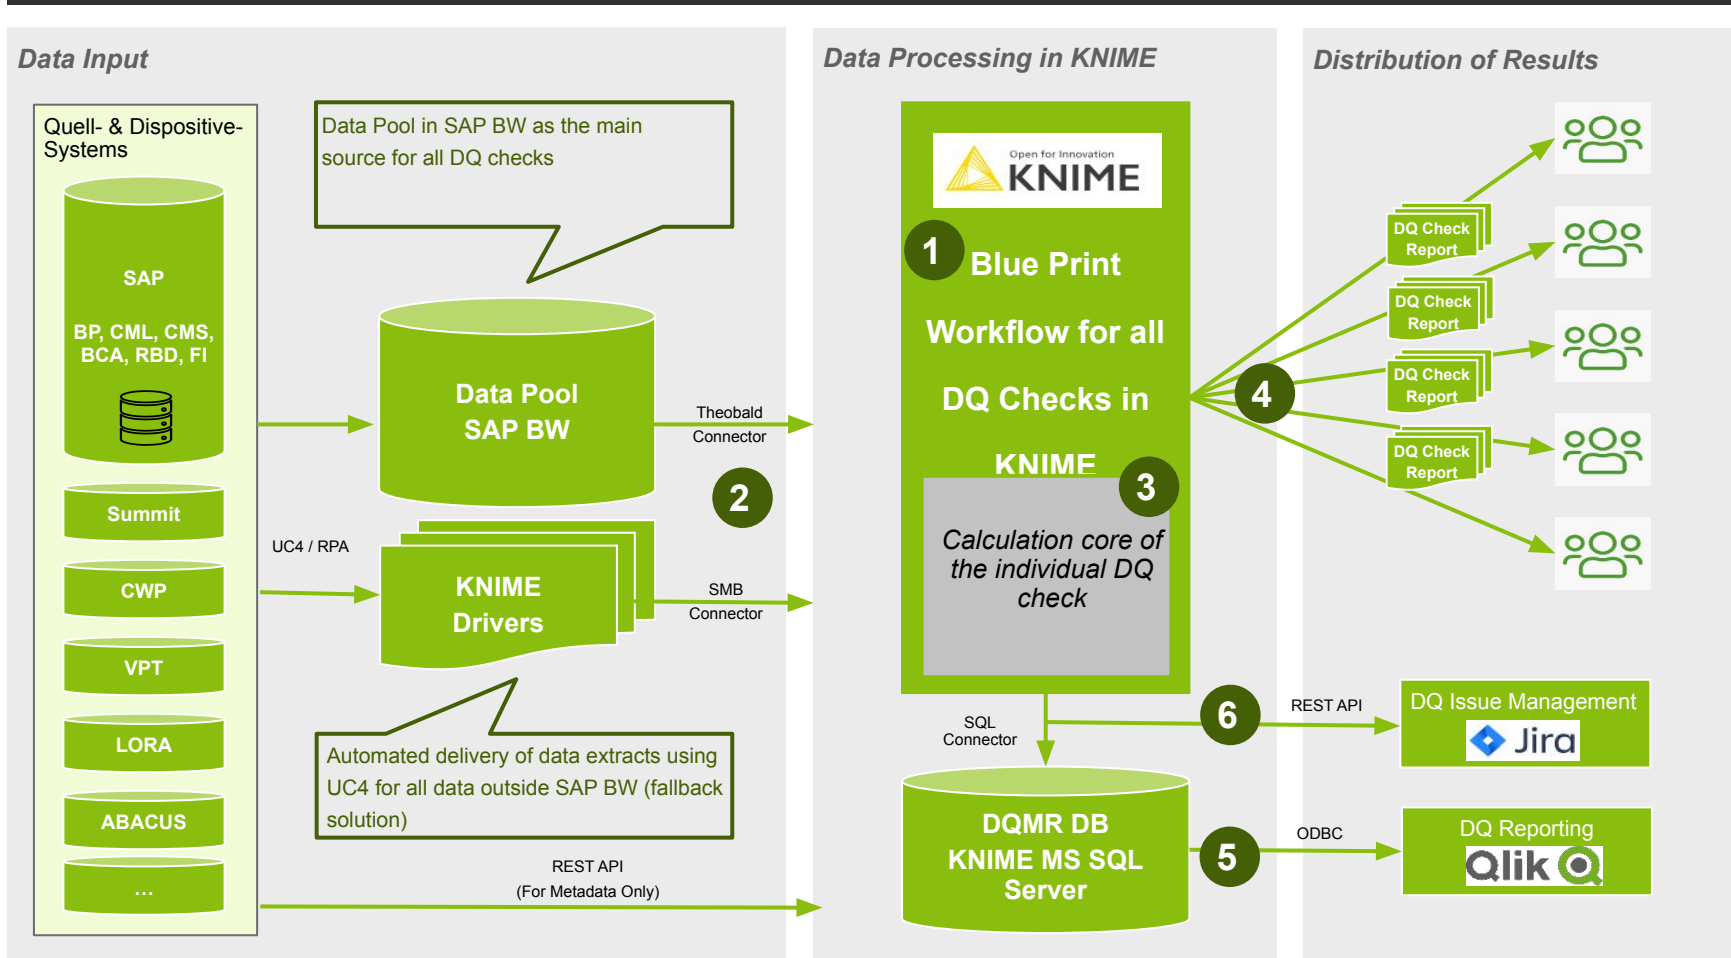 Data Input
Quell- & Dispositive-
Systems
SAP
BP, CML, CMS,
BCA, RBD, FI
Summit
CWP
VPT
LORA
ABACUS
...
Data Pool in SAP BW as the main
source for all DQ checks
Data Pool
SAP BW
Theobald
Connector
2
UC4 / RPA
KNIME
Drivers
SMB
Connector
Automated delivery of data extracts using
UC4 for all data outside SAP BW (fallback
solution)
REST API
(For Metadata Only)
Data Processing in KNIME
Open for Innovation
KNIME
1
Blue Print
Workflow for all
DQ Checks in
KNIME
3
Calculation core of
the individual DQ
check
SQL
Connector
DQMR DB
KNIME MS SQL
Server
Distribution of Results
4
DQ Check
Report
DQ Check
Report
DQ Check
Report
DQ Check
Report
6
REST API
DQ Issue Management
Jira
5
ODBC
DQ Reporting
Qlik